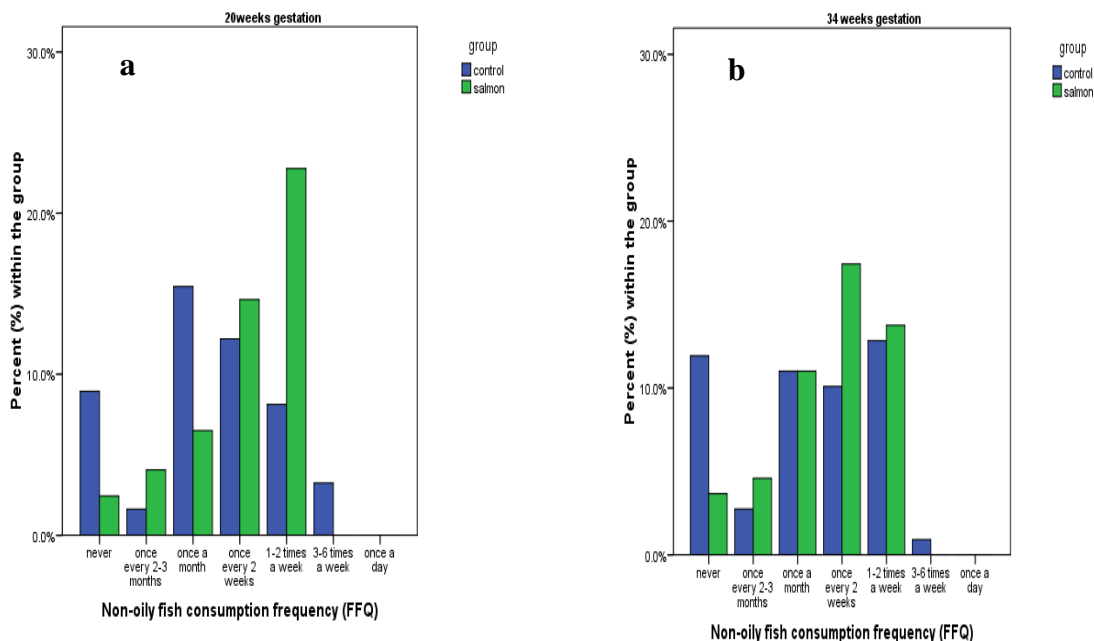 20weeks gestation
a
30.0%
20.0%
10.0%
0.0%
Percent (%) within the group
group
control
salmon
never
once every 2-3 months
once a month
once every 2 weeks
1-2 times a week
3-6 times a week
once a day
Non-oily fish consumption frequency (FFQ)
34 weeks gestation
b
30.0%
20.0%
10.0%
0.0%
Percent (%) within the group
group
control
salmon
never
once every 2-3 months
once a month
once every 2 weeks
1-2 times a week
3-6 times a week
once a day
Non-oily fish consumption frequency (FFQ)